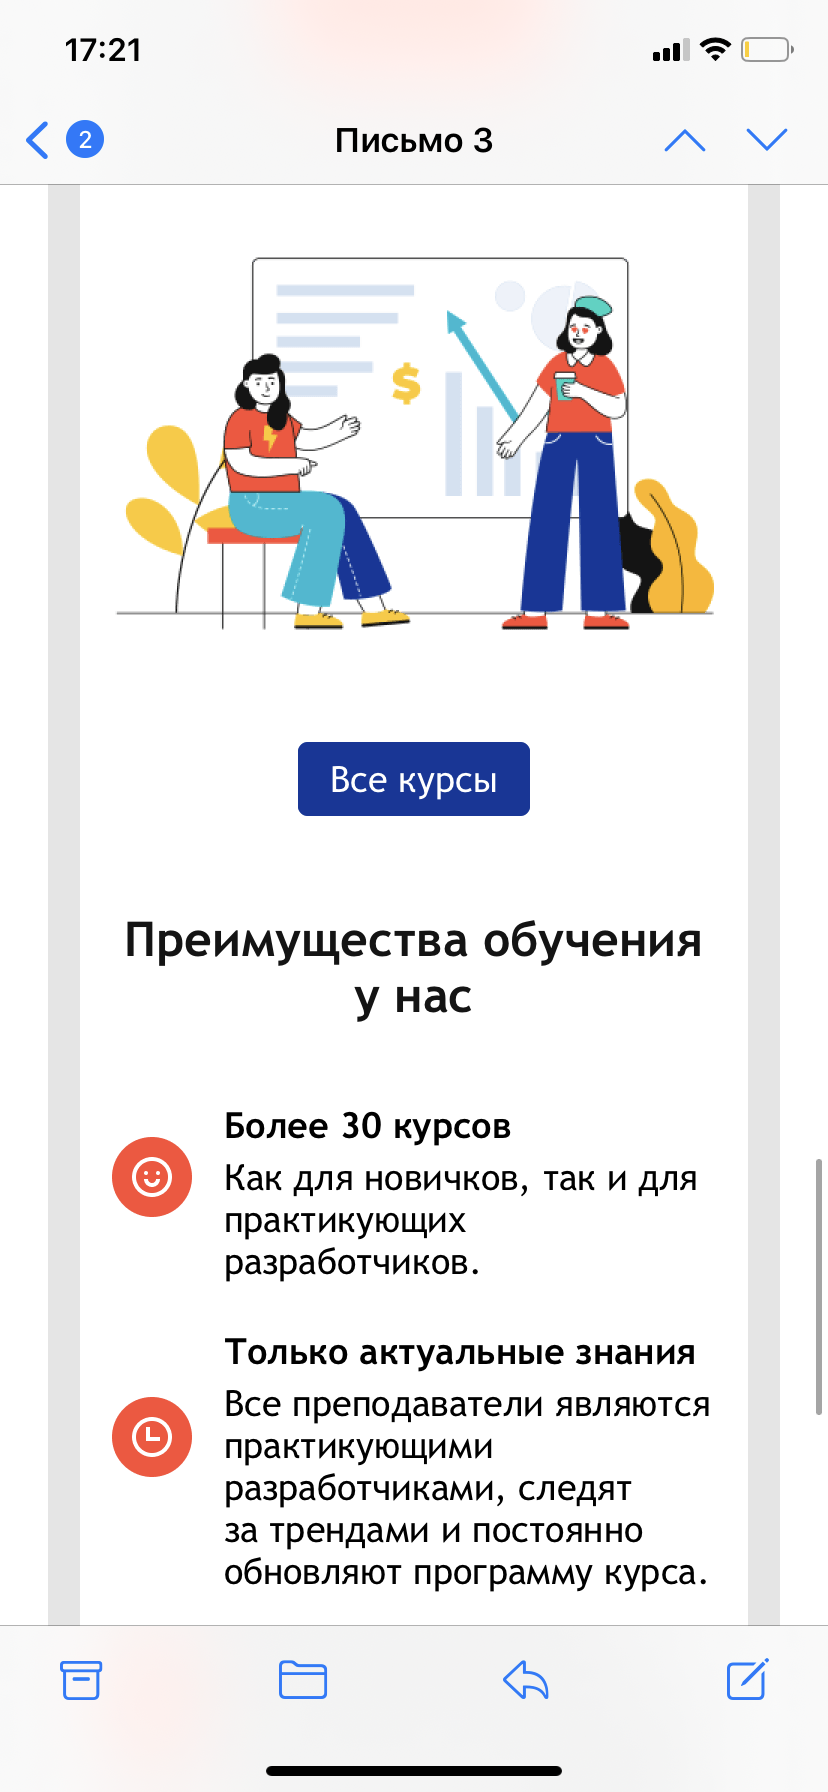 17:21
2
Письмо 3
$
Все курсы
Преимущества обучения
у нас
Более 30 курсов
Как для новичков, так и для
практикующих
разработчиков.
Только актуальные знания
Все преподаватели являются
практикующими
разработчиками, следят
за трендами и постоянно
обновляют программу курса.